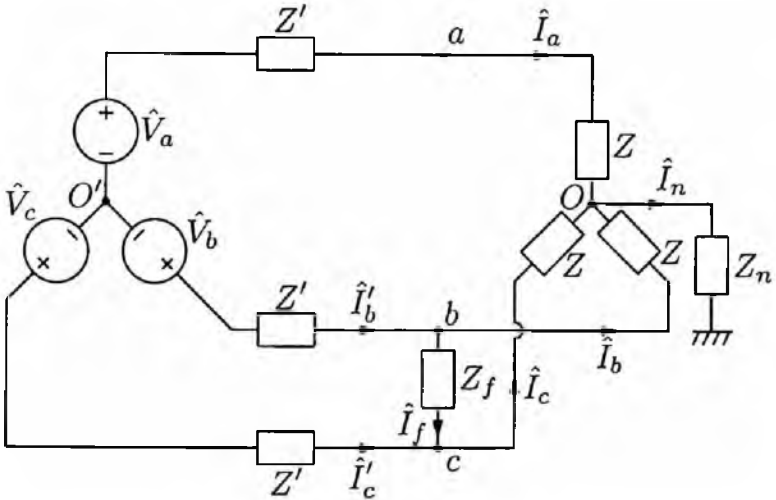 Z′ a Î_a
+
−
V̂_a Z
O′ O Î_n
V̂_c − − V̂_b Z Z Z_n
+ +
Z′ Î′_b b
Î_b
Z_f Î_c
Î_f
Z′ Î′_c c